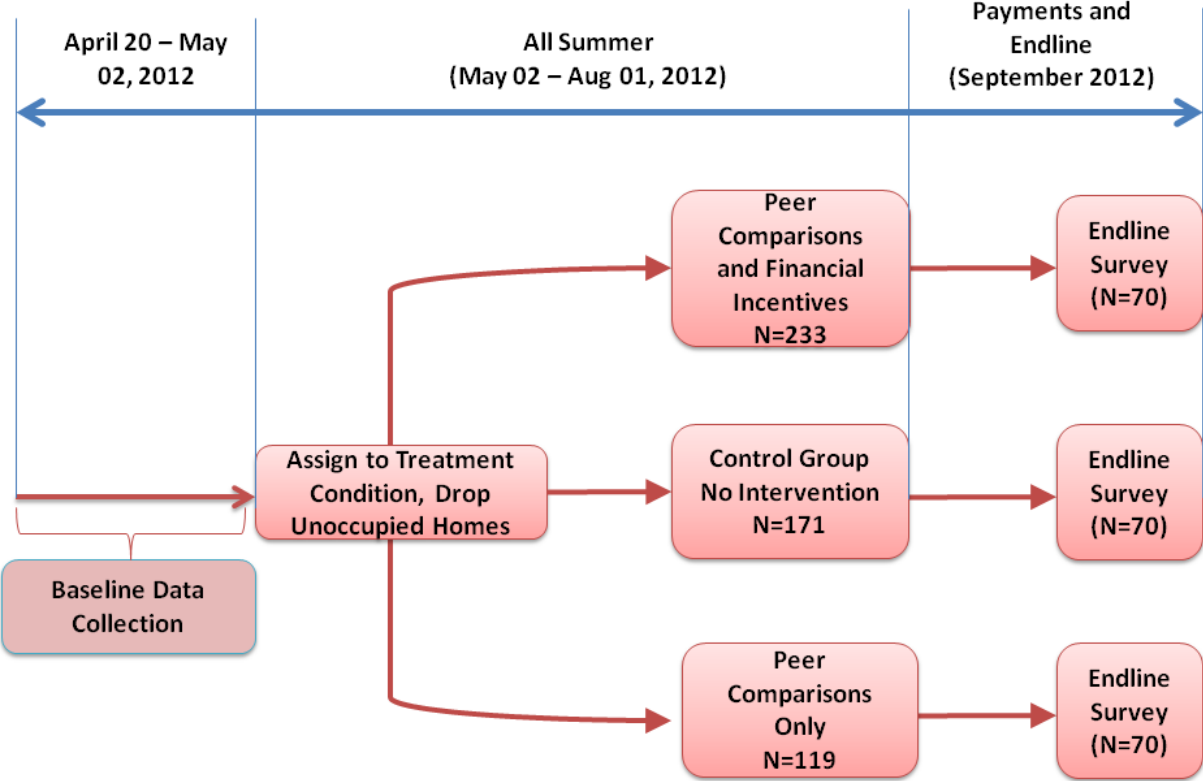 April 20 – May
02, 2012
All Summer
(May 02 – Aug 01, 2012)
Payments and
Endline
(September 2012)
Peer
Comparisons
and Financial
Incentives
N=233
Endline
Survey
(N=70)
Assign to Treatment
Condition, Drop
Unoccupied Homes
Control Group
No Intervention
N=171
Endline
Survey
(N=70)
Baseline Data
Collection
Peer
Comparisons
Only
N=119
Endline
Survey
(N=70)